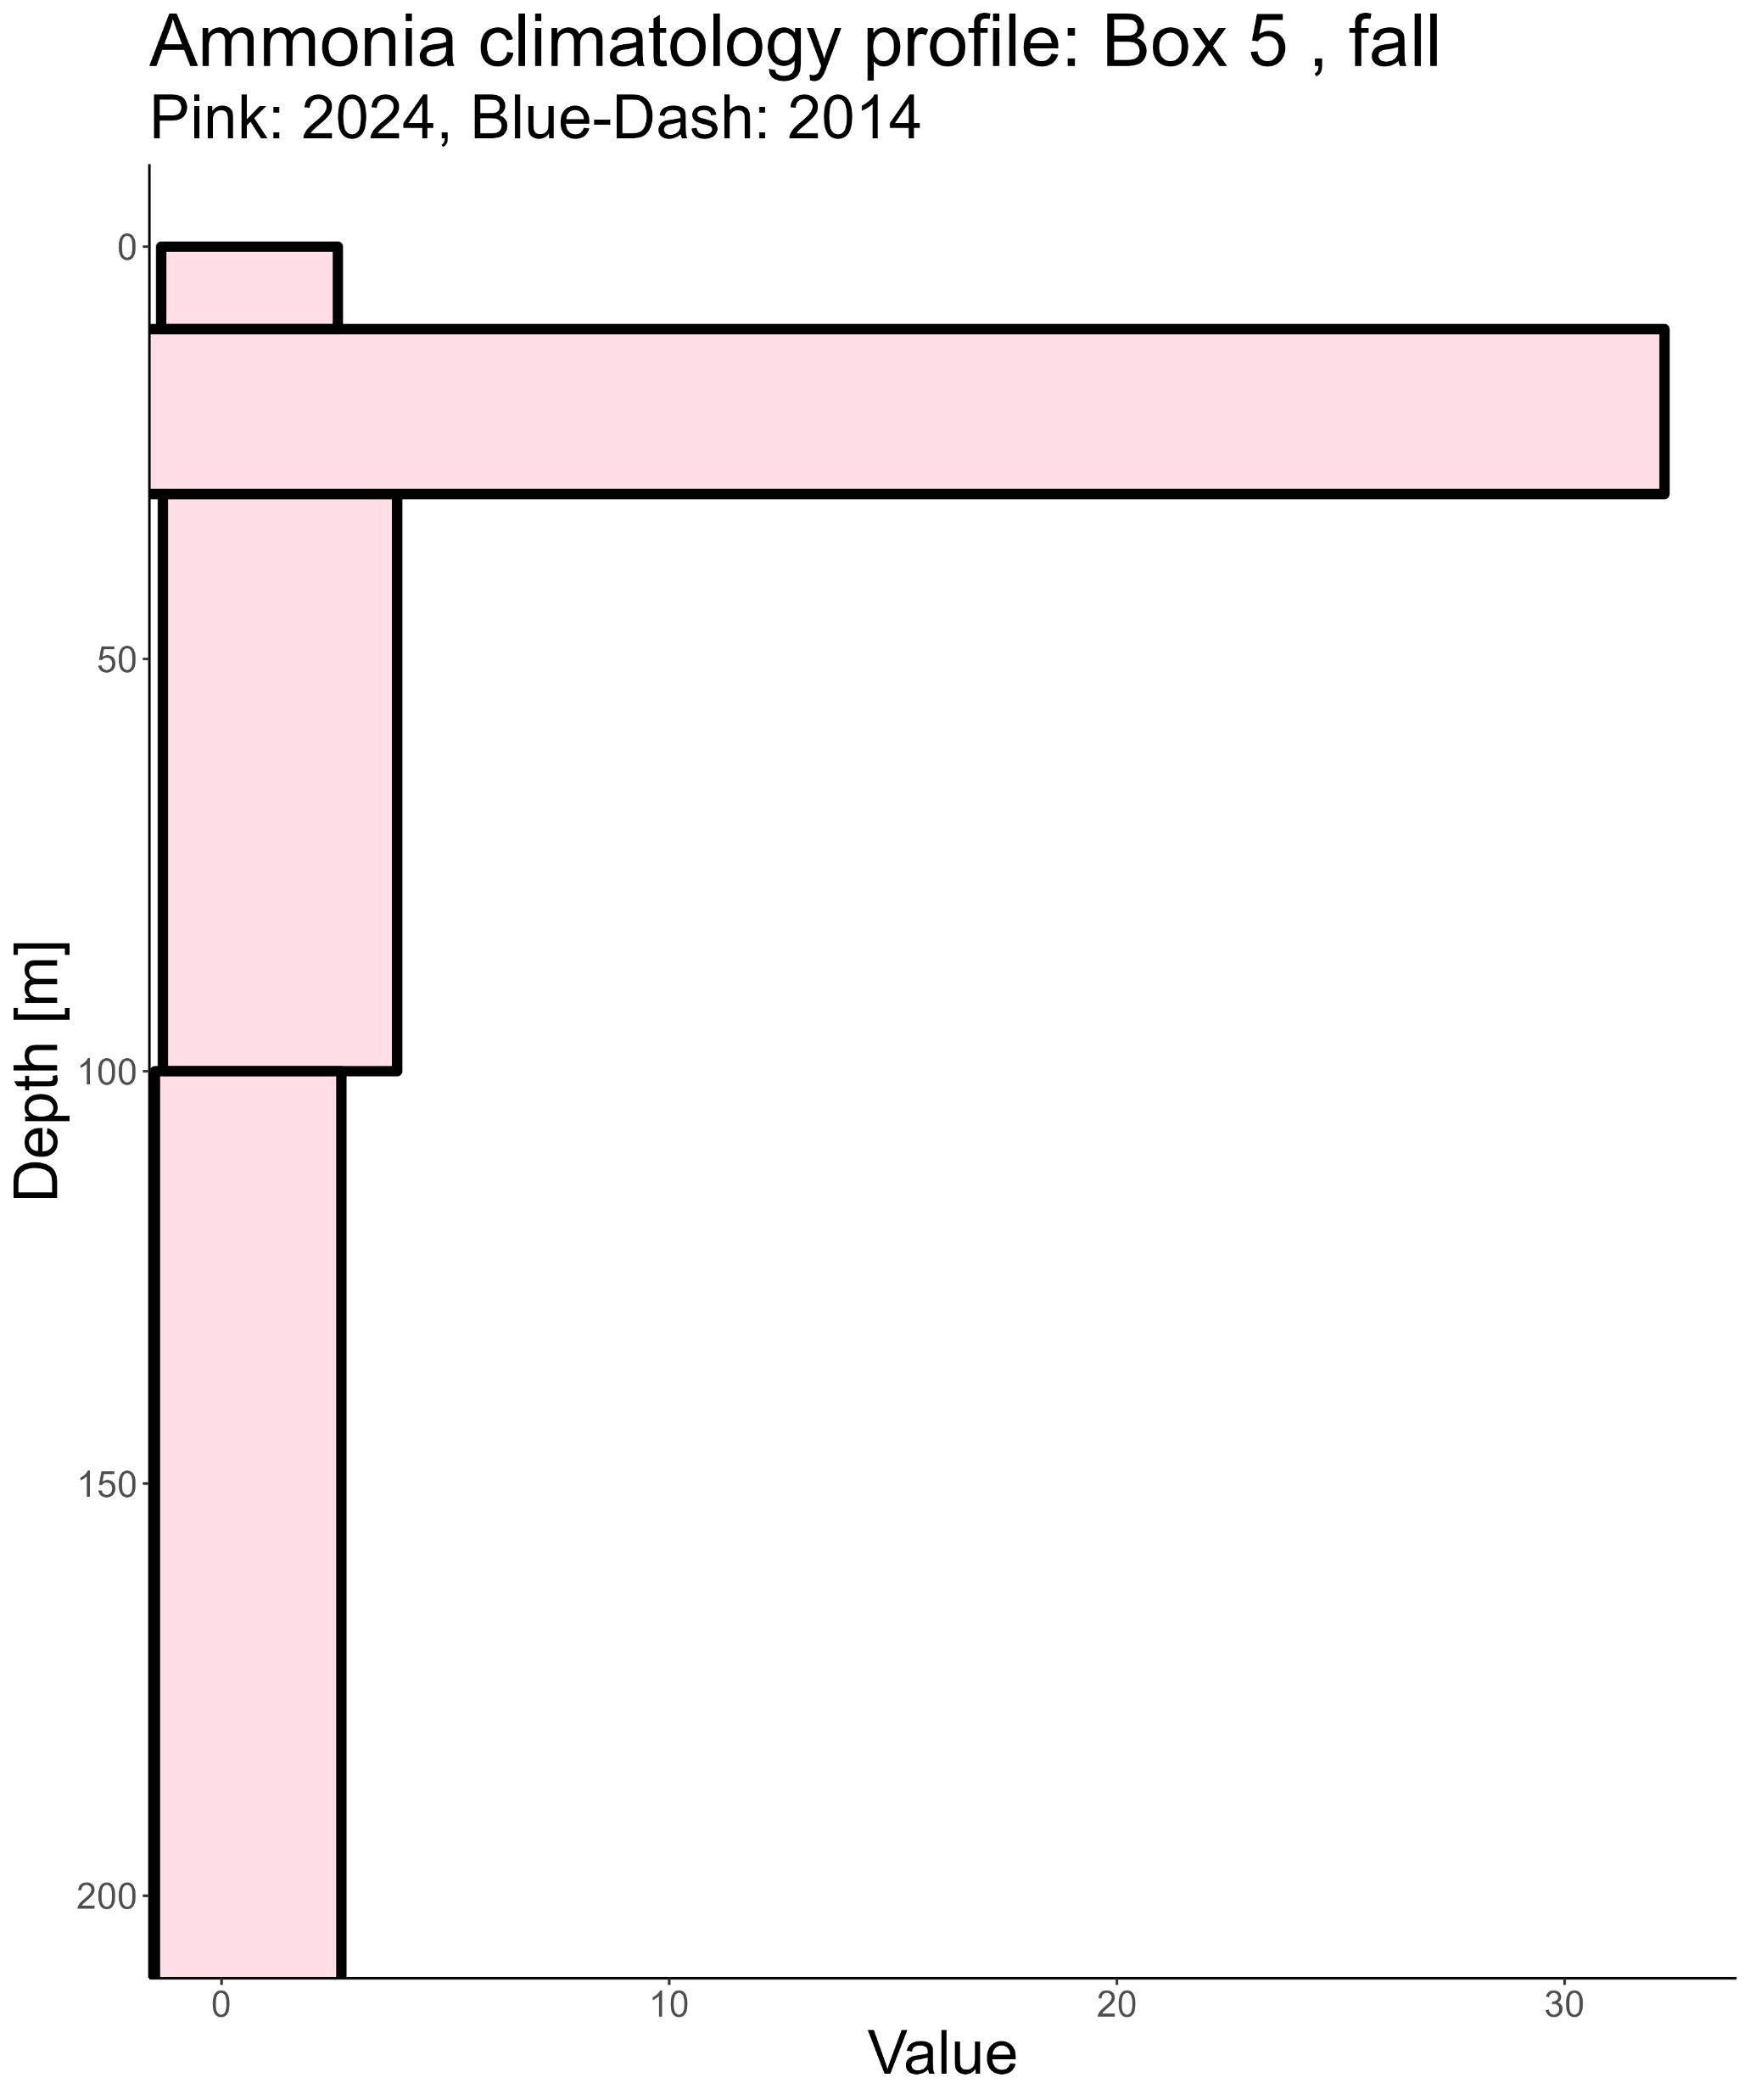 Ammonia climatology profile: Box 5 , fall
Pink: 2024, Blue-Dash: 2014
0
50
100
150
200
Depth [m]
0 10 20 30
Value